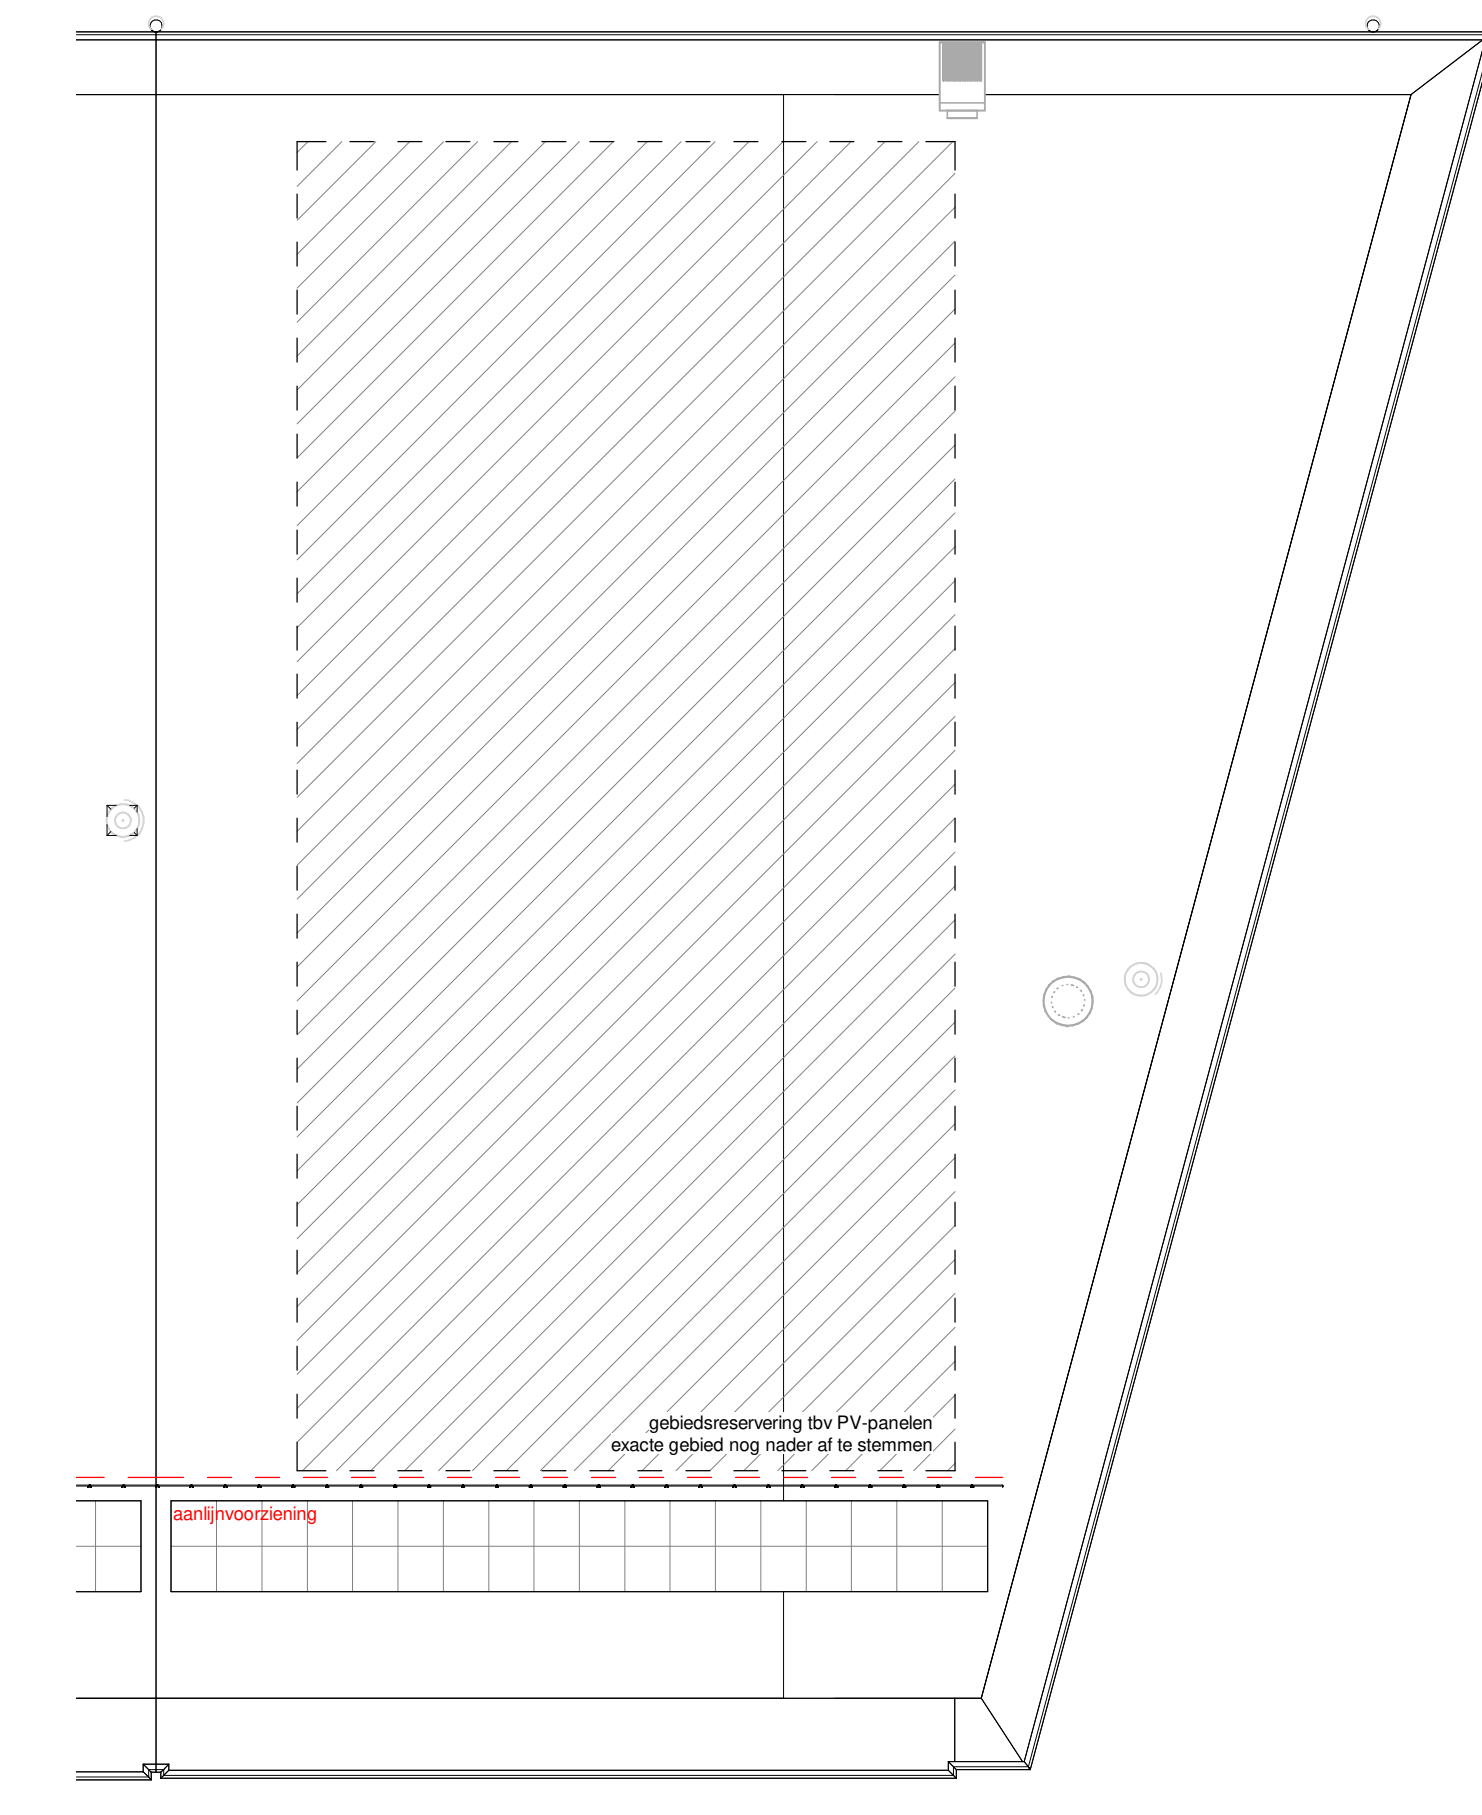 gebiedsreservering tbv PV-panelen
exacte gebied nog nader af te stemmen
aanlijnvoorziening